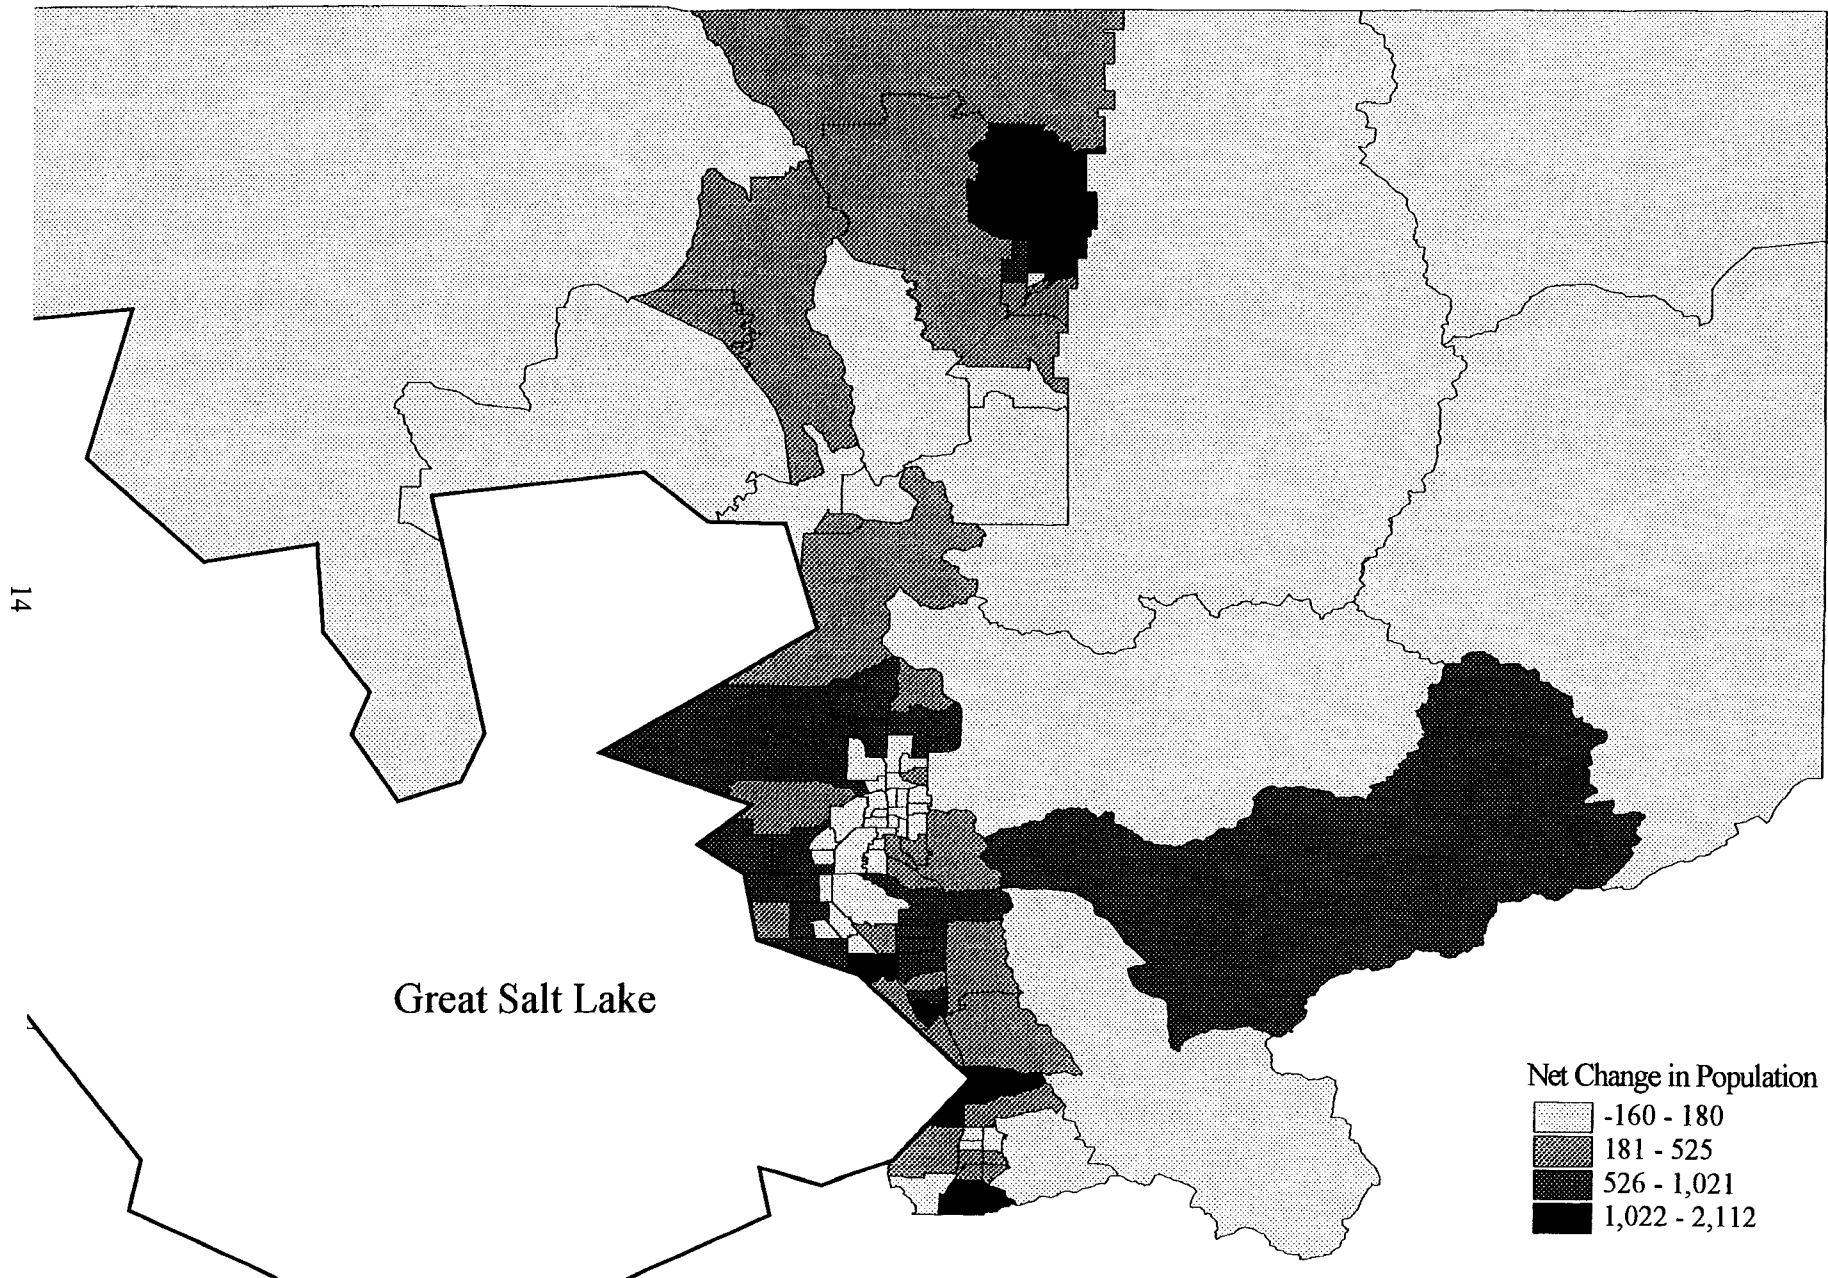 14
Great Salt Lake
Net Change in Population
-160 - 180
181 - 525
526 - 1,021
1,022 - 2,112